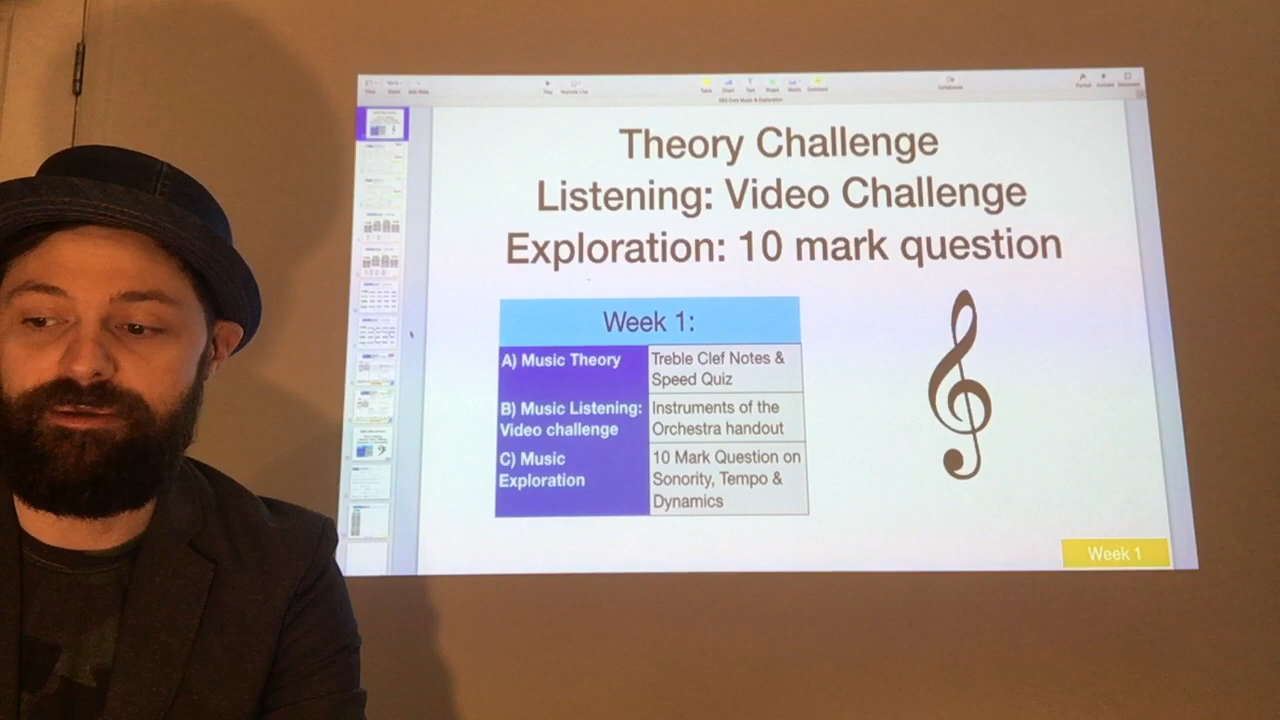 Theory Challenge
Listening: Video Challenge
Exploration: 10 mark question
Week 1:
A) Music Theory
Treble Clef Notes &
Speed Quiz
B) Music Listening:
Video challenge
Instruments of the
Orchestra handout
C) Music
Exploration
10 Mark Question on
Sonority, Tempo &
Dynamics
Week 1